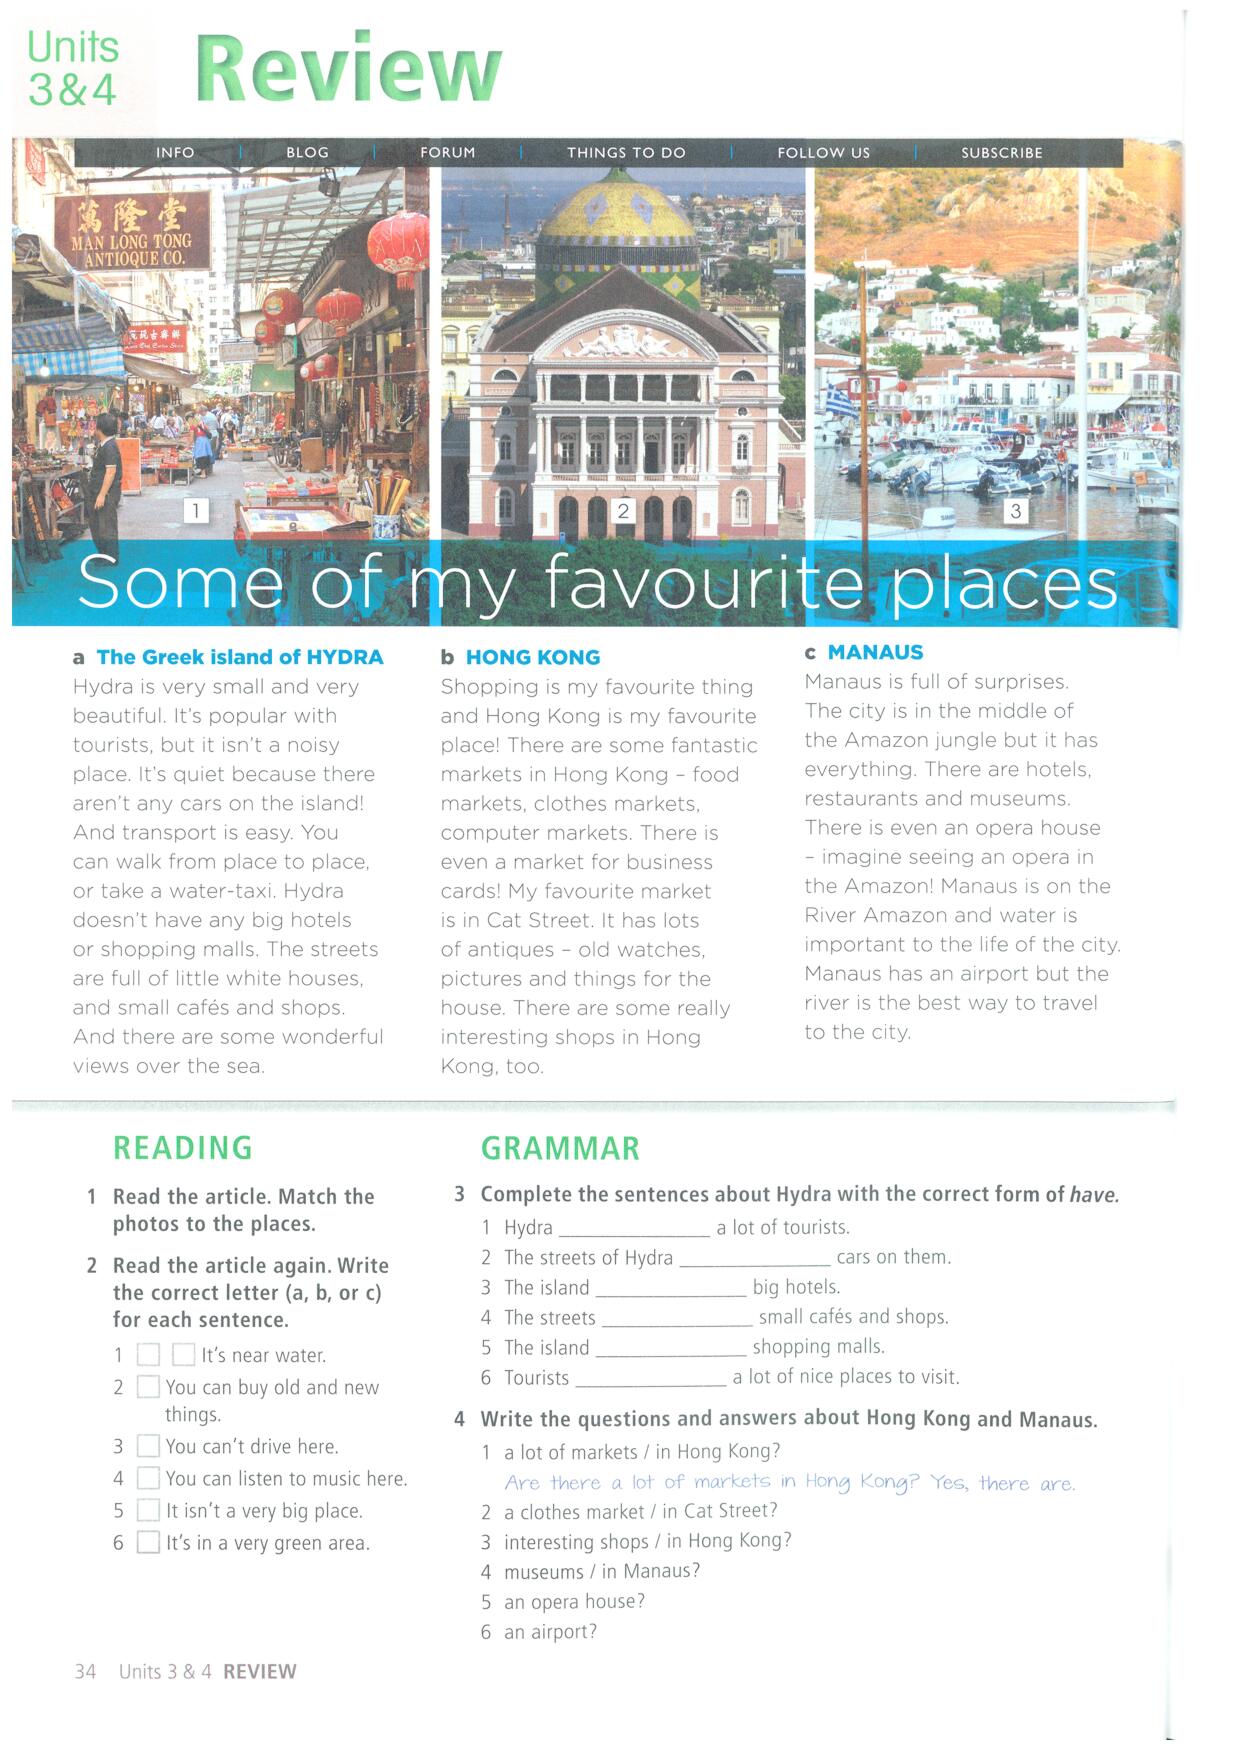 Units
3 & 4
Review
INFO | BLOG | FORUM | THINGS TO DO | FOLLOW US | SUBSCRIBE
萬隆堂
MAN LONG TONG
ANTIOQUE CO.
1
2
3
Some of my favourite places
a The Greek island of HYDRA
Hydra is very small and very
beautiful. It's popular with
tourists, but it isn't a noisy
place. It's quiet because there
aren't any cars on the island!
And transport is easy. You
can walk from place to place,
or take a water-taxi. Hydra
doesn't have any big hotels
or shopping malls. The streets
are full of little white houses,
and small cafés and shops.
And there are some wonderful
views over the sea.
b HONG KONG
Shopping is my favourite thing
and Hong Kong is my favourite
place! There are some fantastic
markets in Hong Kong – food
markets, clothes markets,
computer markets. There is
even a market for business
cards! My favourite market
is in Cat Street. It has lots
of antiques – old watches,
pictures and things for the
house. There are some really
interesting shops in Hong
Kong, too.
c MANAUS
Manaus is full of surprises.
The city is in the middle of
the Amazon jungle but it has
everything. There are hotels,
restaurants and museums.
There is even an opera house
– imagine seeing an opera in
the Amazon! Manaus is on the
River Amazon and water is
important to the life of the city.
Manaus has an airport but the
river is the best way to travel
to the city.
READING
1 Read the article. Match the
photos to the places.
2 Read the article again. Write
the correct letter (a, b, or c)
for each sentence.
1 It's near water.
2 You can buy old and new
things.
3 You can't drive here.
4 You can listen to music here.
5 It isn't a very big place.
6 It's in a very green area.
GRAMMAR
3 Complete the sentences about Hydra with the correct form of have.
1 Hydra ______________ a lot of tourists.
2 The streets of Hydra ______________ cars on them.
3 The island ______________ big hotels.
4 The streets ______________ small cafés and shops.
5 The island ______________ shopping malls.
6 Tourists ______________ a lot of nice places to visit.
4 Write the questions and answers about Hong Kong and Manaus.
1 a lot of markets / in Hong Kong?
Are there a lot of markets in Hong Kong? Yes, there are.
2 a clothes market / in Cat Street?
3 interesting shops / in Hong Kong?
4 museums / in Manaus?
5 an opera house?
6 an airport?
34 Units 3 & 4 REVIEW